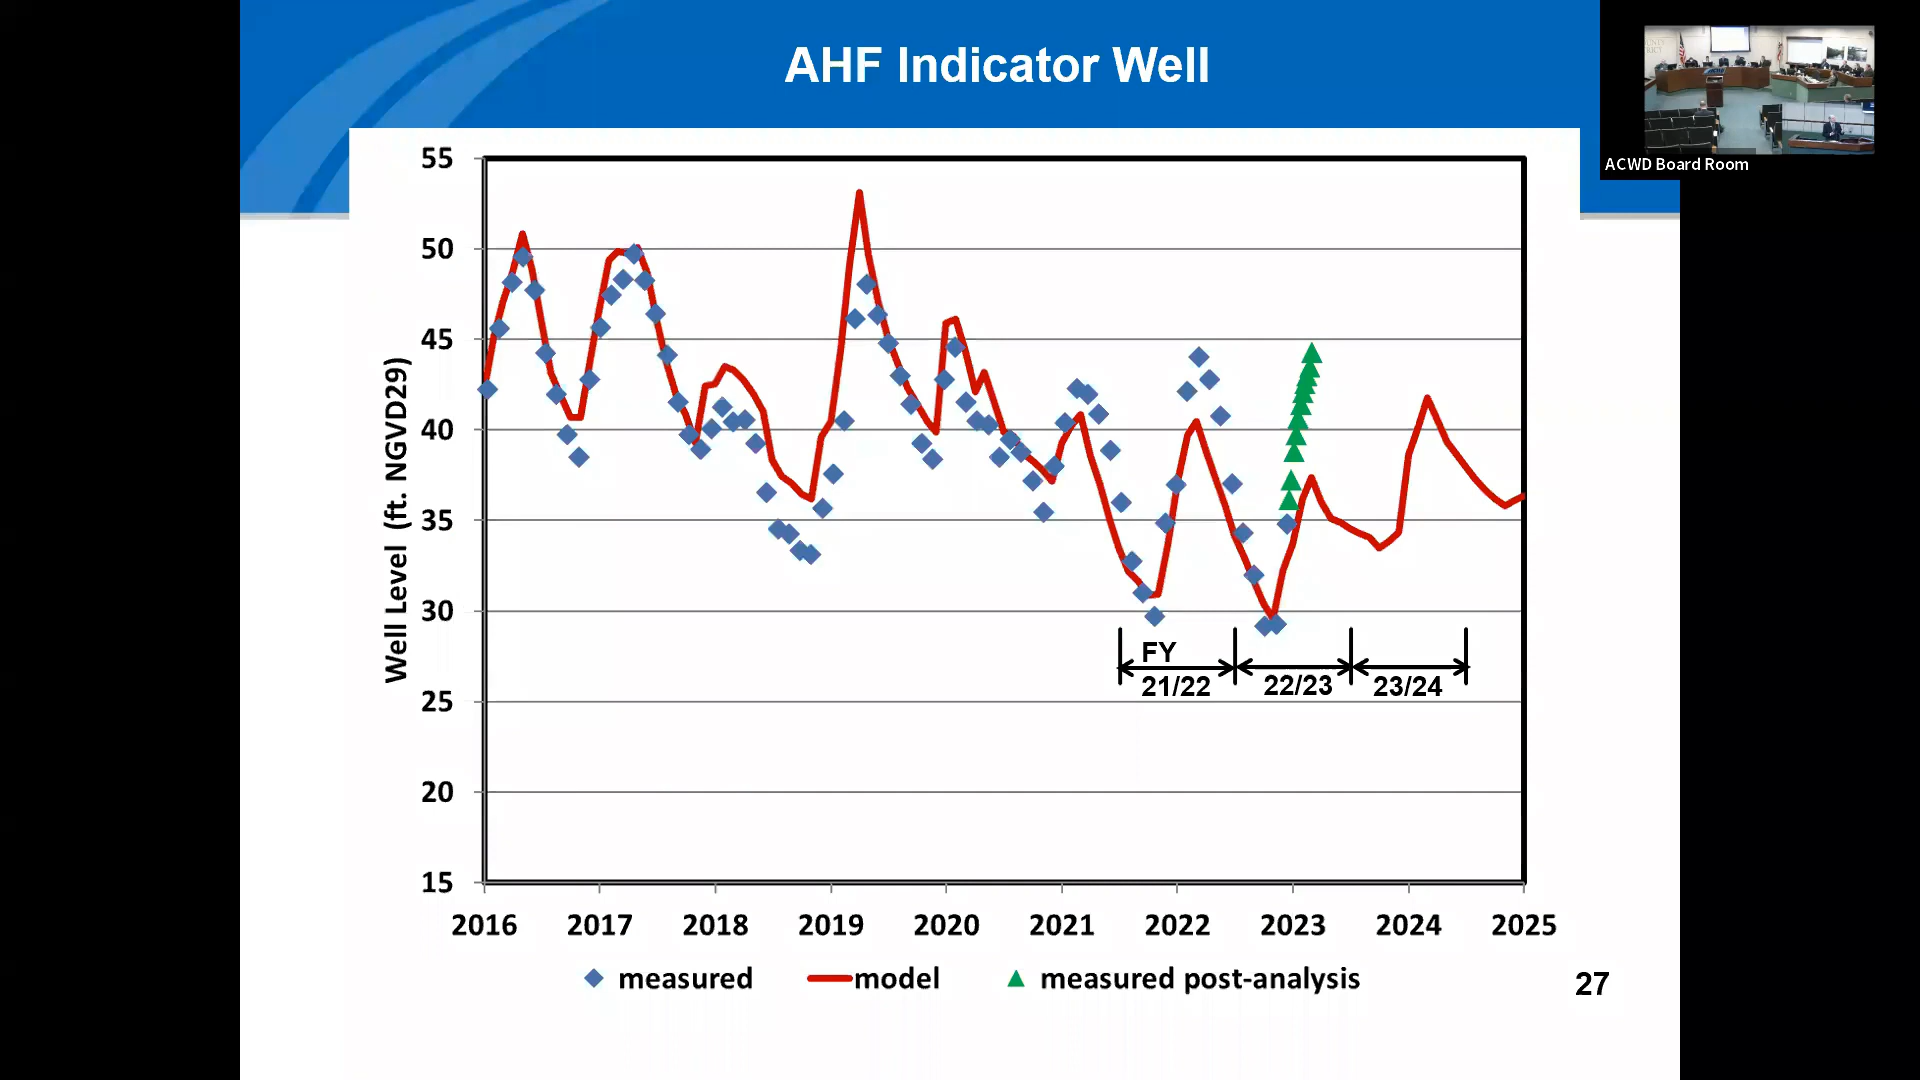 AHF Indicator Well
ACWD Board Room
55
50
45
40
35
30
25
20
15
Well Level (ft. NGVD29)
FY
21/22
22/23
23/24
2016 2017 2018 2019 2020 2021 2022 2023 2024 2025
measured model measured post-analysis
27